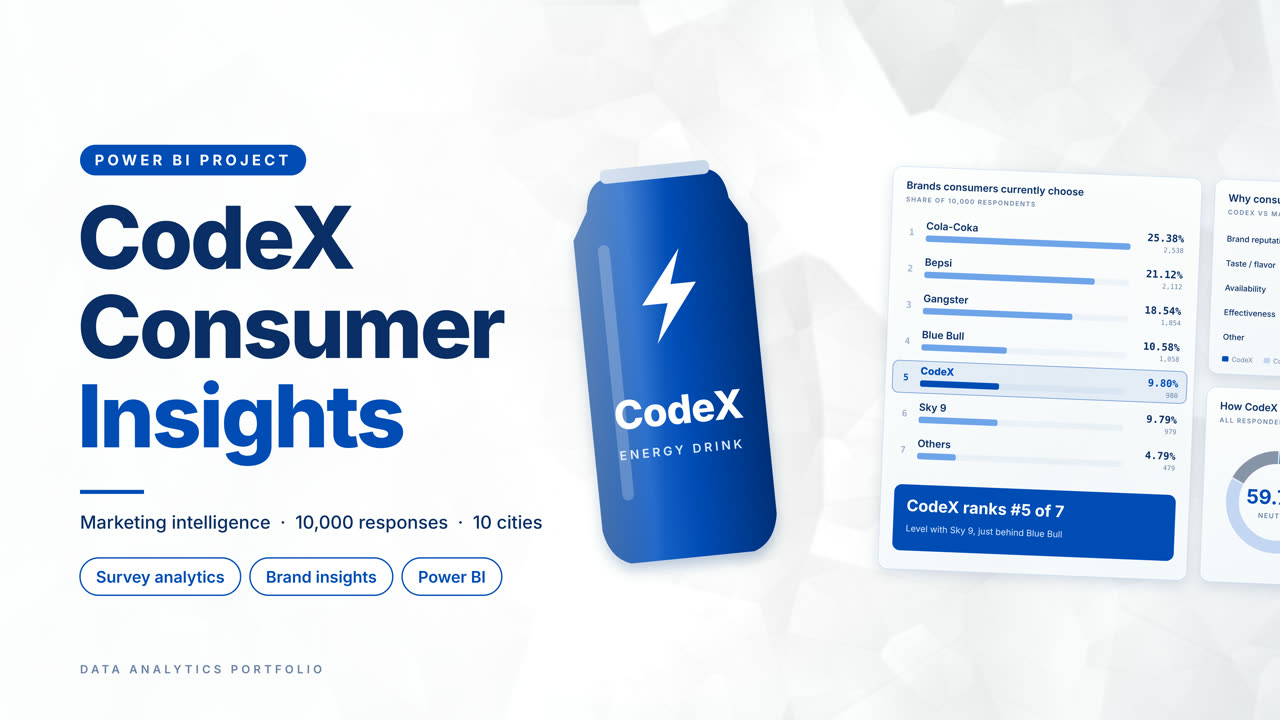 POWER BI PROJECT
CodeX
Consumer
Insights
Marketing intelligence · 10,000 responses · 10 cities
Survey analytics
Brand insights
Power BI
DATA ANALYTICS PORTFOLIO
CodeX
ENERGY DRINK
Brands consumers currently choose
SHARE OF 10,000 RESPONDENTS
1 Cola-Coka 25.38%
2,538
2 Bepsi 21.12%
2,112
3 Gangster 18.54%
1,854
4 Blue Bull 10.58%
1,058
5 CodeX 9.80%
980
6 Sky 9 9.79%
979
7 Others 4.79%
479
CodeX ranks #5 of 7
Level with Sky 9, just behind Blue Bull
Why
CODEX VS
Brand
Taste / flavor
Availability
Effectiveness
Other
CodeX
How CodeX
ALL